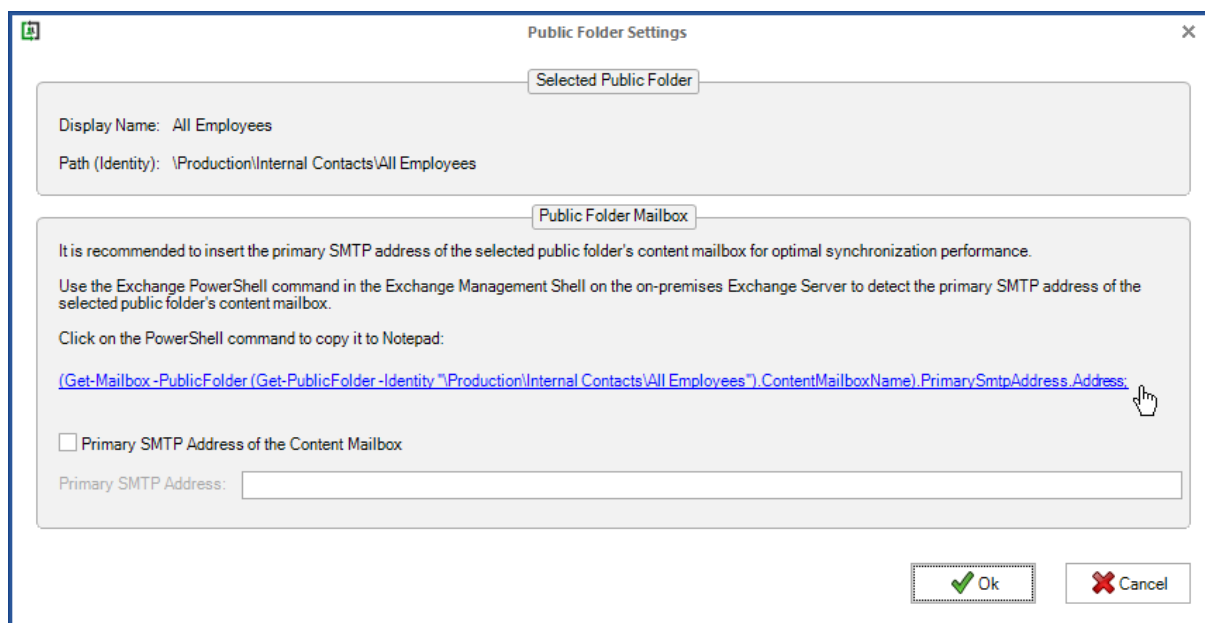 Public Folder Settings
Selected Public Folder
Display Name: All Employees
Path (Identity): \Production\Internal Contacts\All Employees
Public Folder Mailbox
It is recommended to insert the primary SMTP address of the selected public folder's content mailbox for optimal synchronization performance.
Use the Exchange PowerShell command in the Exchange Management Shell on the on-premises Exchange Server to detect the primary SMTP address of the
selected public folder's content mailbox.
Click on the PowerShell command to copy it to Notepad:
(Get-Mailbox -PublicFolder (Get-PublicFolder -Identity "\Production\Internal Contacts\All Employees").ContentMailboxName).PrimarySmtpAddress.Address;
Primary SMTP Address of the Content Mailbox
Primary SMTP Address:
Ok Cancel